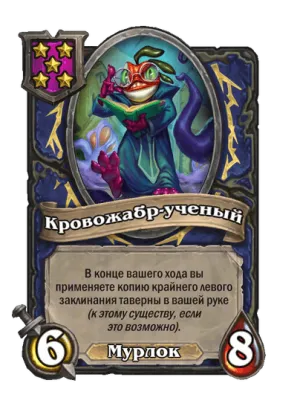 Кровожабр-ученый
В конце вашего хода вы
применяете копию крайнего левого
заклинания таверны в вашей руке
(к этому существу, если
это возможно).
6
Мурлок
8